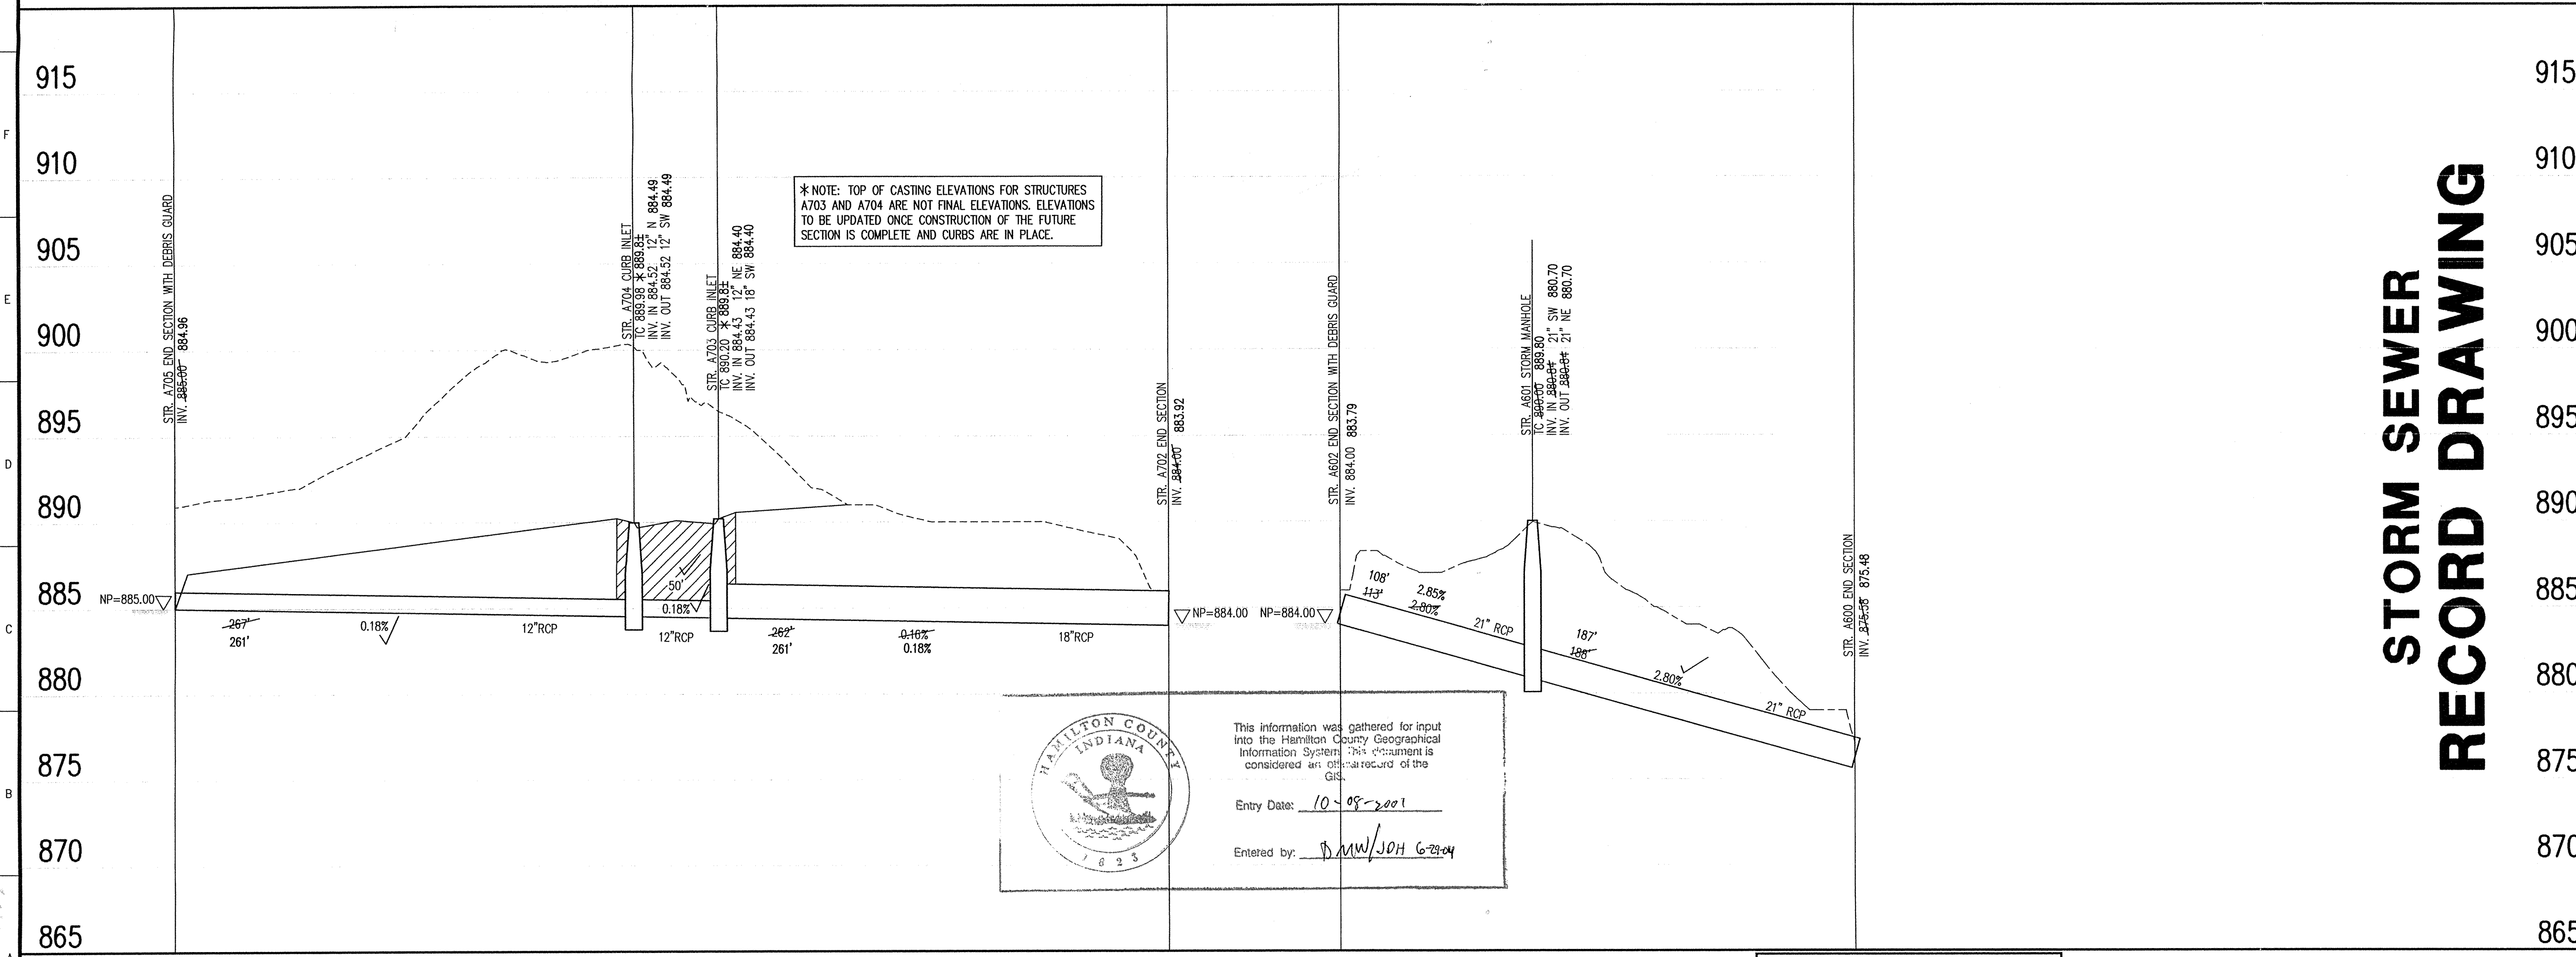 915
910
905
900
895
890
885
880
875
870
865
F
E
D
C
B
A
STR. A705 END SECTION WITH DEBRIS GUARD
INV. 885.00 884.96
STR. A704 CURB INLET
TC 889.98 * 889.8±
INV. IN 884.52 12" N 884.49
INV. OUT 884.52 12" SW 884.49
STR. A703 CURB INLET
TC 890.20 * 889.8±
INV. IN 884.43 12" NE 884.40
INV. OUT 884.43 18" SW 884.40
* NOTE: TOP OF CASTING ELEVATIONS FOR STRUCTURES
A703 AND A704 ARE NOT FINAL ELEVATIONS. ELEVATIONS
TO BE UPDATED ONCE CONSTRUCTION OF THE FUTURE
SECTION IS COMPLETE AND CURBS ARE IN PLACE.
STR. A702 END SECTION
INV. 884.00 883.92
STR. A602 END SECTION WITH DEBRIS GUARD
INV. 884.00 883.79
STR. A601 STORM MANHOLE
TC 890.00 889.80
INV. IN 880.84 21" SW 880.70
INV. OUT 880.84 21" NE 880.70
STR. A600 END SECTION
INV. 875.58 875.48
NP=885.00
267'
261'
0.18%
12"RCP
50'
0.18%
12"RCP
262'
261'
0.16%
0.18%
18"RCP
NP=884.00
NP=884.00
108'
113'
2.85%
2.80%
21" RCP
187'
188'
2.80%
21" RCP
HAMILTON COUNTY
INDIANA
1823
This information was gathered for input
into the Hamilton County Geographical
Information System. This document is
considered an official record of the
GIS.
Entry Date: 10-08-2001
Entered by: DMW/JDH 6-29-04
STORM SEWER
RECORD DRAWING
915
910
905
900
895
890
885
880
875
870
865